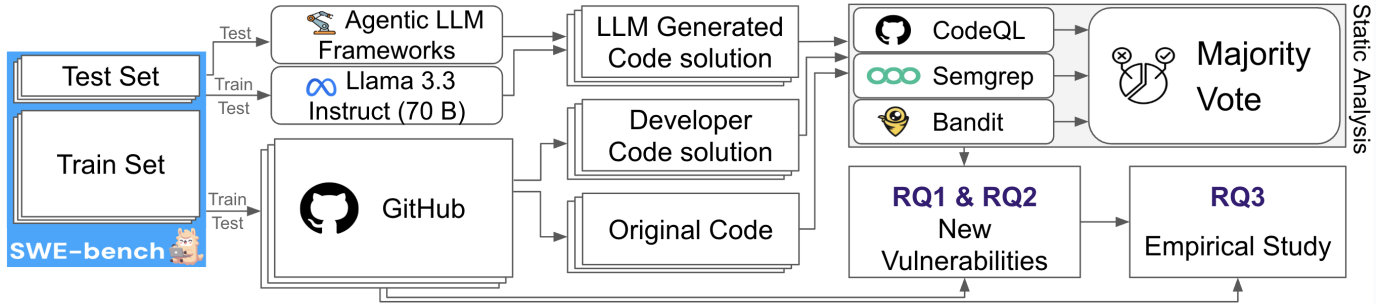 Test Set
Train Set
SWE-bench
Test
Train
Test
Train
Test
Agentic LLM
Frameworks
Llama 3.3
Instruct (70 B)
GitHub
LLM Generated
Code solution
Developer
Code solution
Original Code
CodeQL
Semgrep
Bandit
Majority
Vote
Static Analysis
RQ1 & RQ2
New
Vulnerabilities
RQ3
Empirical Study